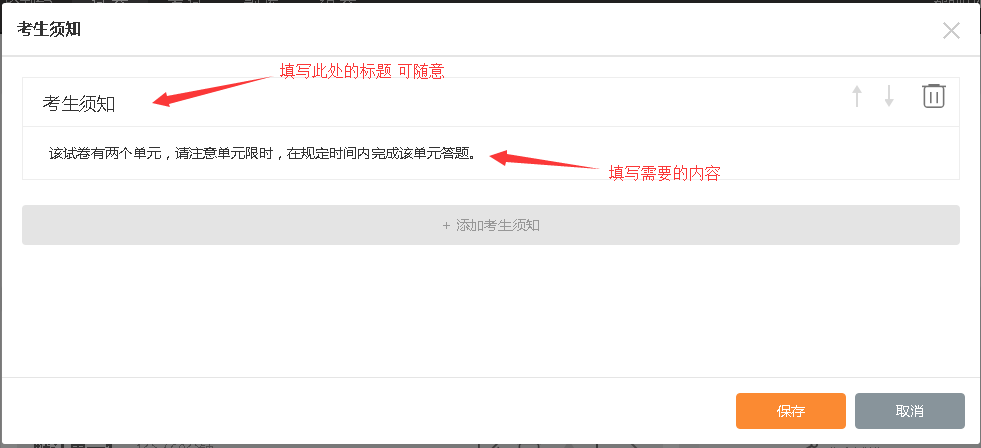 考生须知
填写此处的标题 可随意
考生须知
该试卷有两个单元，请注意单元限时，在规定时间内完成该单元答题。
填写需要的内容
+ 添加考生须知
保存
取消